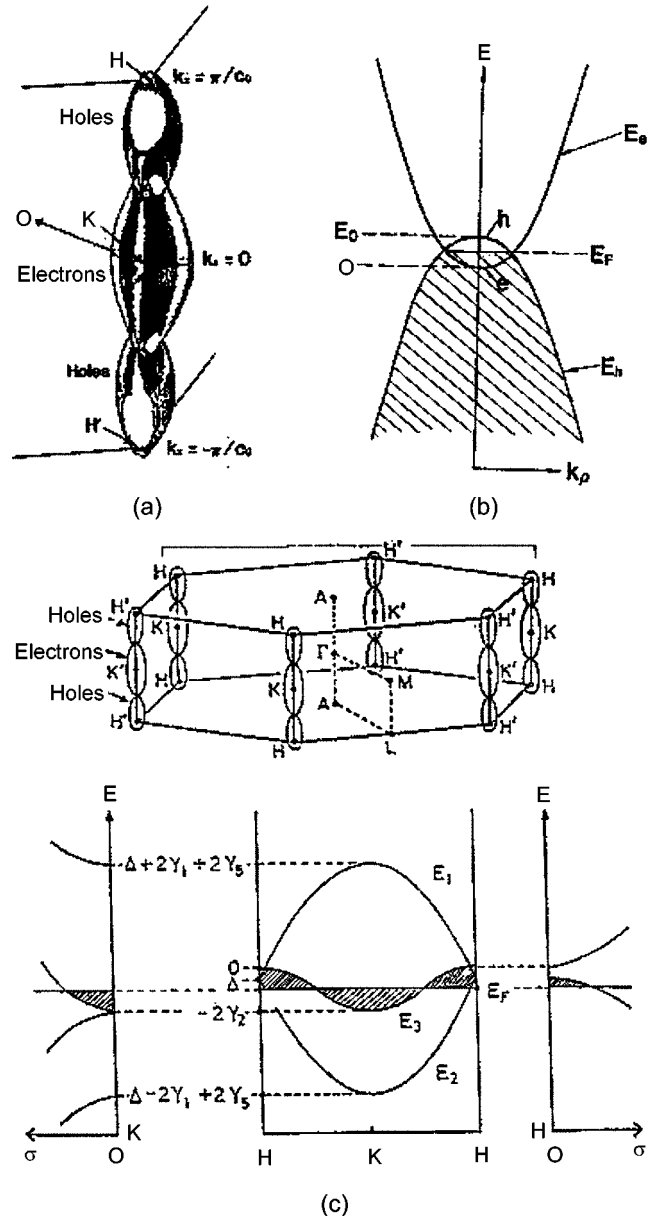 H
kz = π/c0
Holes
O
K
Electrons
kz = 0
Holes
H'
kz = -π/c0
(a)
E
Ee
E0
h
EF
O
e
Eh
kρ
(b)
H'
H
H
A
H'
K'
Holes
H
K
K'
K
Γ
Electrons
H'
K'
K
M
H
H
Holes
A
H'
H'
H
L
E
E
Δ+2γ1+2γ5
E1
O
Δ
EF
-2γ2
E3
E2
Δ-2γ1+2γ5
K
H
σ
O
H
K
H
O
σ
(c)